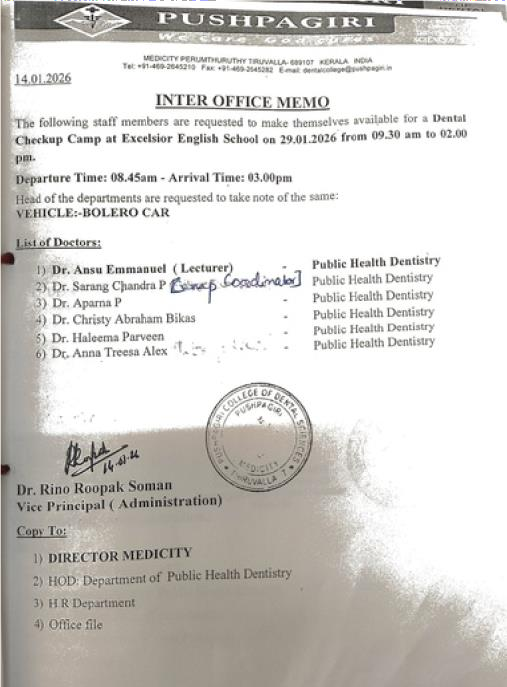 PUSHPAGIRI
We care God cures
MEDICITY PERUMTHURUTHY TIRUVALLA- 689107 KERALA INDIA
Tel: +91-469-2645210 Fax: +91-469-2645282 E-mail: dentalcollege@pushpagiri.in
14.01.2026
INTER OFFICE MEMO
The following staff members are requested to make themselves available for a Dental
Checkup Camp at Excelsior English School on 29.01.2026 from 09.30 am to 02.00
pm.
Departure Time: 08.45am - Arrival Time: 03.00pm
Head of the departments are requested to take note of the same:
VEHICLE:-BOLERO CAR
List of Doctors:
1) Dr. Ansu Emmanuel ( Lecturer) - Public Health Dentistry
2) Dr. Sarang Chandra P [Camp Coordinator] Public Health Dentistry
3) Dr. Aparna P - Public Health Dentistry
4) Dr. Christy Abraham Bikas - Public Health Dentistry
5) Dr. Haleema Parveen - Public Health Dentistry
6) Dr. Anna Treesa Alex - Public Health Dentistry
PUSHPAGIRI COLLEGE OF DENTAL SCIENCES
PUSHPAGIRI
MEDICITY
THIRUVALLA
Dr. Rino Roopak Soman
Vice Principal ( Administration)
Copy To:
1) DIRECTOR MEDICITY
2) HOD: Department of Public Health Dentistry
3) H.R Department
4) Office file